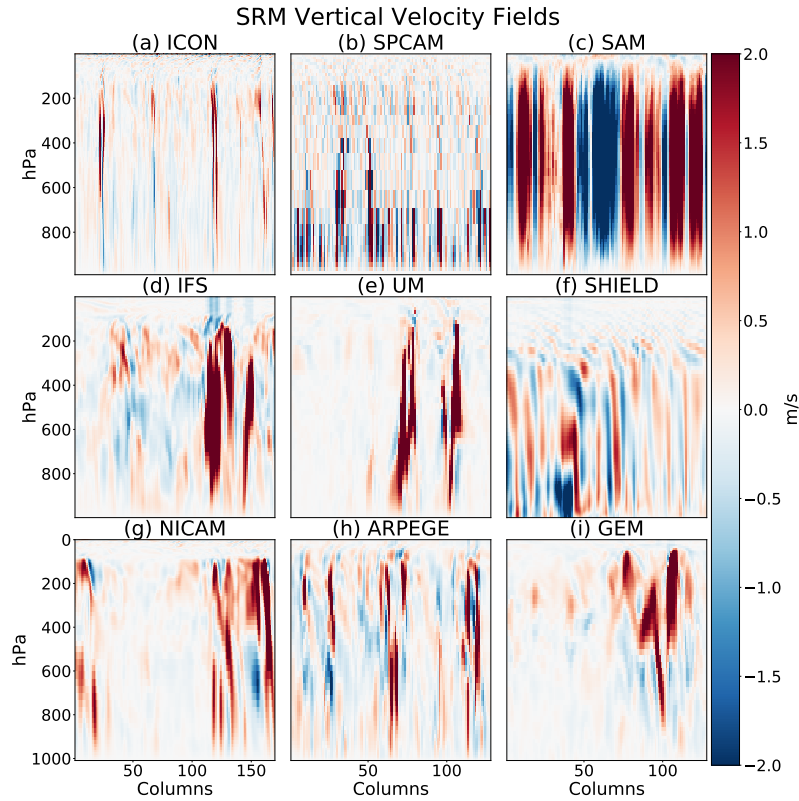 SRM Vertical Velocity Fields
(a) ICON
(b) SPCAM
(c) SAM
hPa
200
400
600
800
(d) IFS
(e) UM
(f) SHIELD
hPa
200
400
600
800
(g) NICAM
(h) ARPEGE
(i) GEM
hPa
0
200
400
600
800
1000
50 100 150
50 100
50 100
Columns
Columns
Columns
2.0
1.5
1.0
0.5
0.0
−0.5
−1.0
−1.5
−2.0
m/s